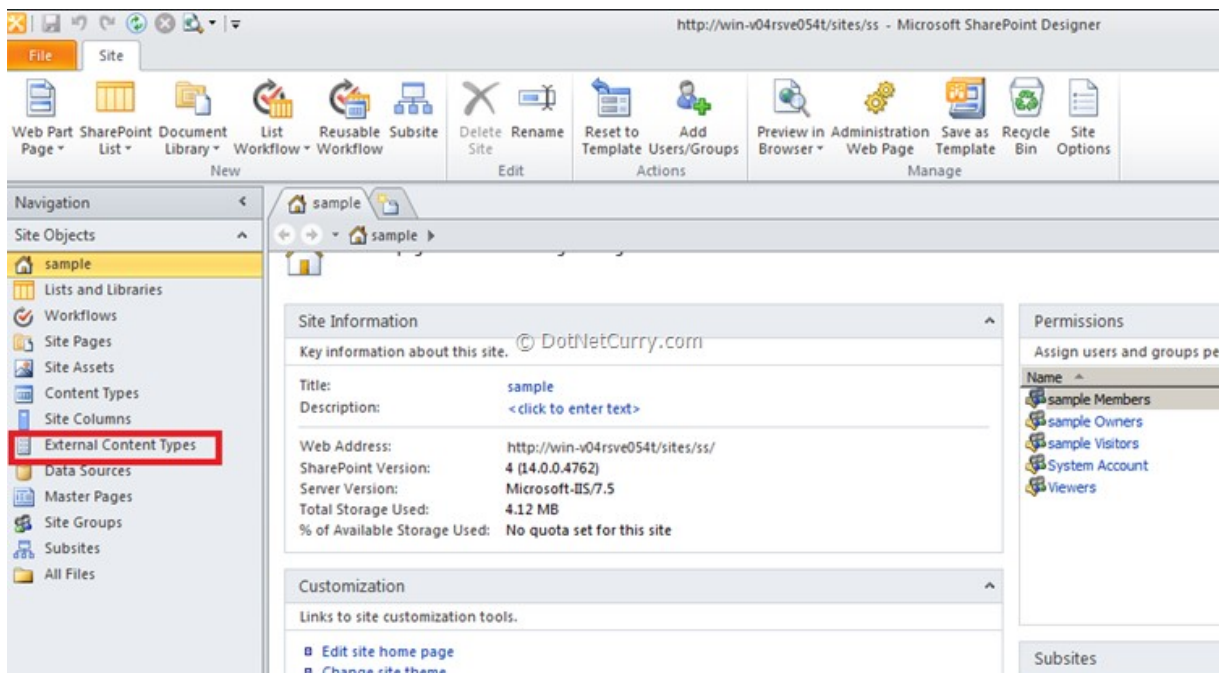 http://win-v04rsve054t/sites/ss - Microsoft SharePoint Designer
File Site
Web Part Page
SharePoint List
Document Library
List Workflow
Reusable Workflow
Subsite
Delete Site
Rename
Reset to Template
Add Users/Groups
Preview in Browser
Administration Web Page
Save as Template
Recycle Bin
Site Options
New Edit Actions Manage
Navigation
Site Objects
sample
Lists and Libraries
Workflows
Site Pages
Site Assets
Content Types
Site Columns
External Content Types
Data Sources
Master Pages
Site Groups
Subsites
All Files
sample
sample
Site Information
Key information about this site.
© DotNetCurry.com
Title: sample
Description: <click to enter text>
Web Address: http://win-v04rsve054t/sites/ss/
SharePoint Version: 4 (14.0.0.4762)
Server Version: Microsoft-IIS/7.5
Total Storage Used: 4.12 MB
% of Available Storage Used: No quota set for this site
Customization
Links to site customization tools.
Edit site home page
Change site theme
Permissions
Assign users and groups pe
Name
sample Members
sample Owners
sample Visitors
System Account
Viewers
Subsites